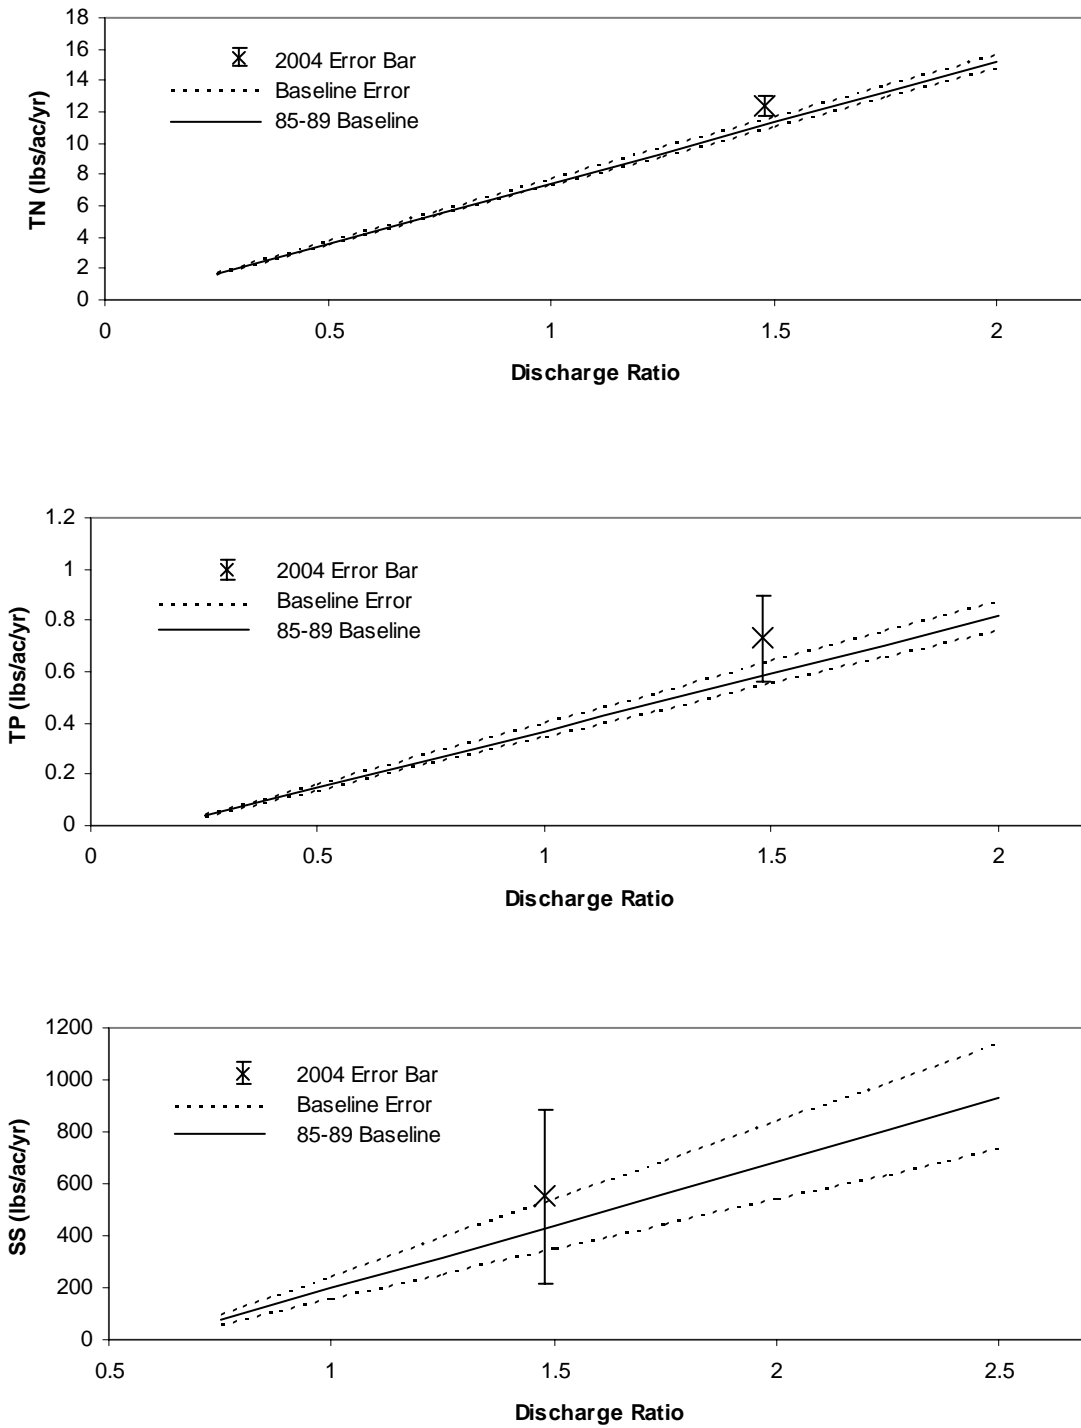 18
16
14
12
10
8
6
4
2
0
TN (lbs/ac/yr)
2004 Error Bar
Baseline Error
85-89 Baseline
0 0.5 1 1.5 2
Discharge Ratio
1.2
1
0.8
0.6
0.4
0.2
0
TP (lbs/ac/yr)
2004 Error Bar
Baseline Error
85-89 Baseline
0 0.5 1 1.5 2
Discharge Ratio
1200
1000
800
600
400
200
0
SS (lbs/ac/yr)
2004 Error Bar
Baseline Error
85-89 Baseline
0.5 1 1.5 2 2.5
Discharge Ratio